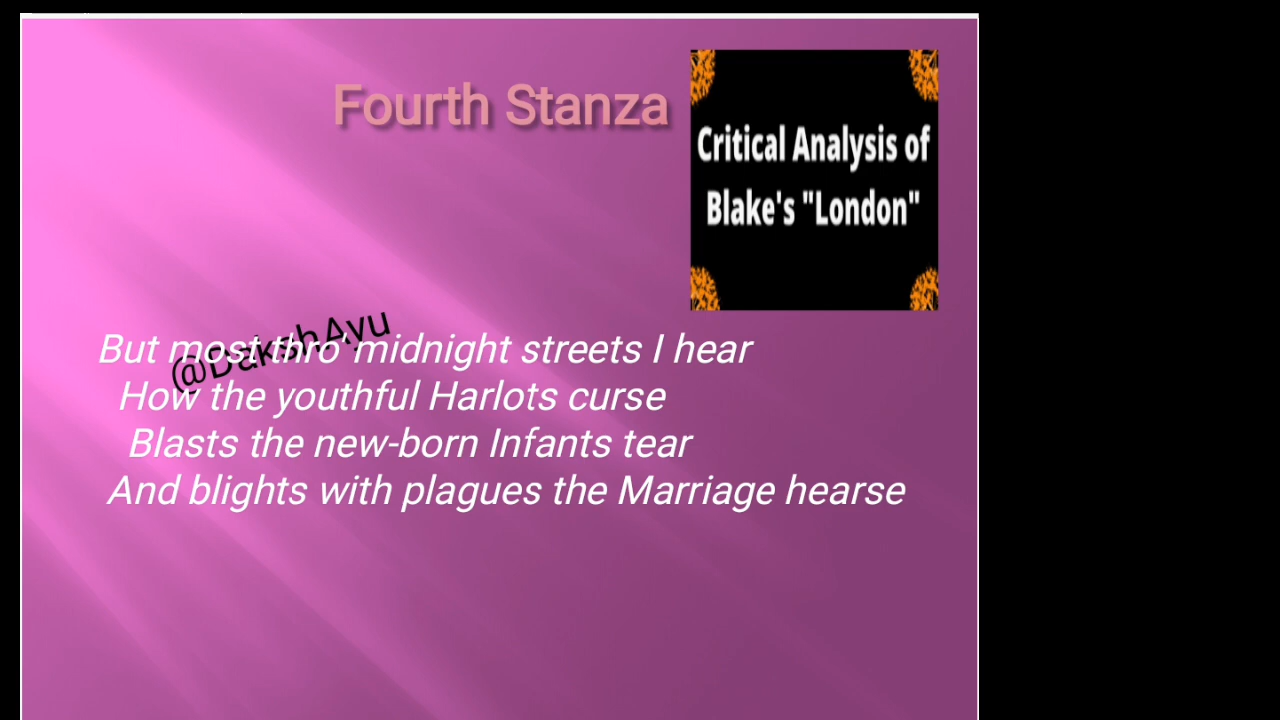 Fourth Stanza
Critical Analysis of
Blake's "London"
@DakshAyu
But most thro' midnight streets I hear
How the youthful Harlots curse
Blasts the new-born Infants tear
And blights with plagues the Marriage hearse